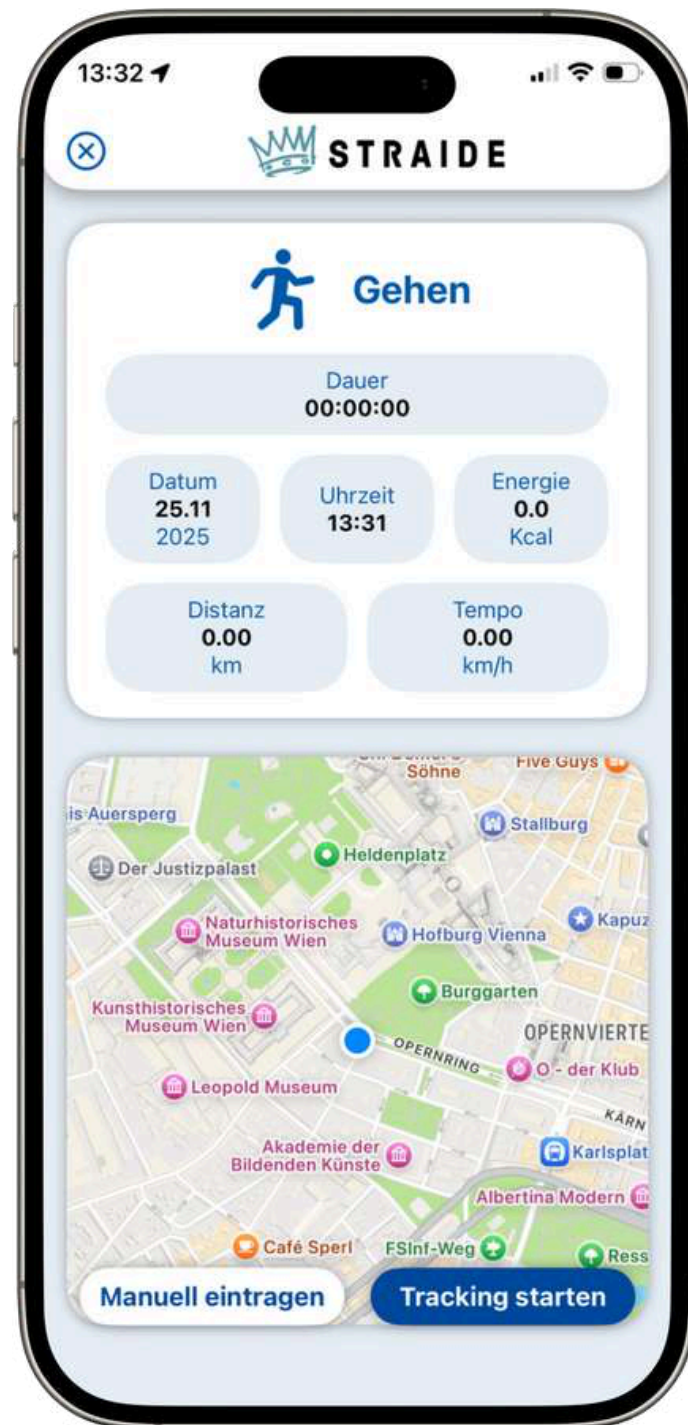 13:32
STRAIDE
Gehen
Dauer
00:00:00
Datum
25.11
2025
Uhrzeit
13:31
Energie
0.0
Kcal
Distanz
0.00
km
Tempo
0.00
km/h
Söhne
Five Guys
is Auersperg
Stallburg
Der Justizpalast
Heldenplatz
Naturhistorisches
Museum Wien
Hofburg Vienna
Kapuz
Burggarten
Kunsthistorisches
Museum Wien
OPERNVIERTE
OPERNRING
O - der Klub
Leopold Museum
KÄRN
Akademie der
Bildenden Künste
Karlsplat
Albertina Modern
Café Sperl
FSInf-Weg
Ress
Manuell eintragen
Tracking starten